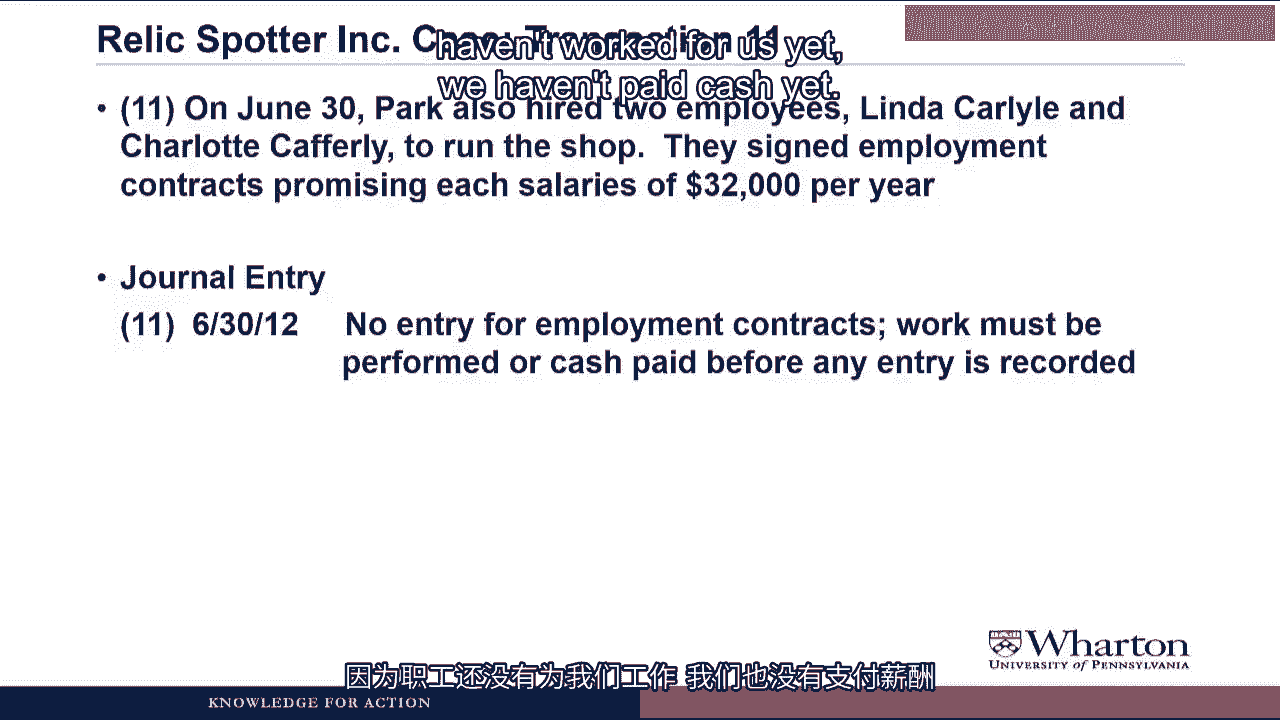 Relic Spotter Inc. Case: Transaction 11
haven't worked for us yet,
we haven't paid cash yet.
• (11) On June 30, Park also hired two employees, Linda Carlyle and
Charlotte Cafferly, to run the shop. They signed employment
contracts promising each salaries of $32,000 per year
• Journal Entry
(11) 6/30/12 No entry for employment contracts; work must be
performed or cash paid before any entry is recorded
Wharton
UNIVERSITY of PENNSYLVANIA
因为职工还没有为我们工作 我们也没有支付薪酬
KNOWLEDGE FOR ACTION